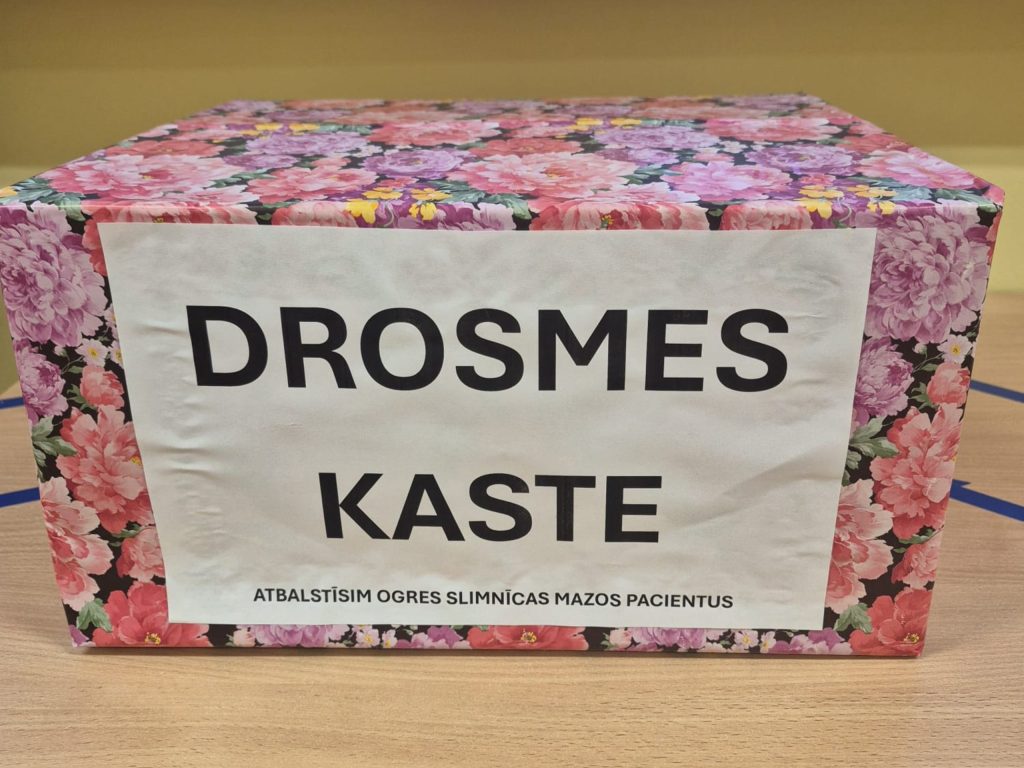 DROSMES
KASTE
ATBALSTĪSIM OGRES SLIMNĪCAS MAZOS PACIENTUS